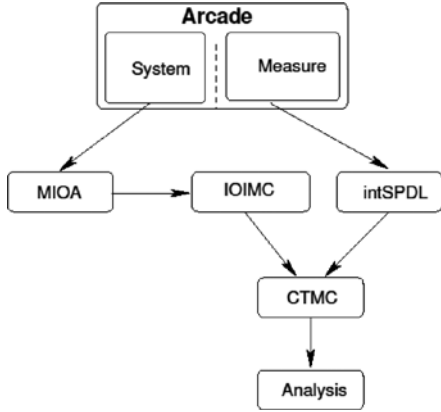 Arcade
System
Measure
MIOA
IOIMC
intSPDL
CTMC
Analysis